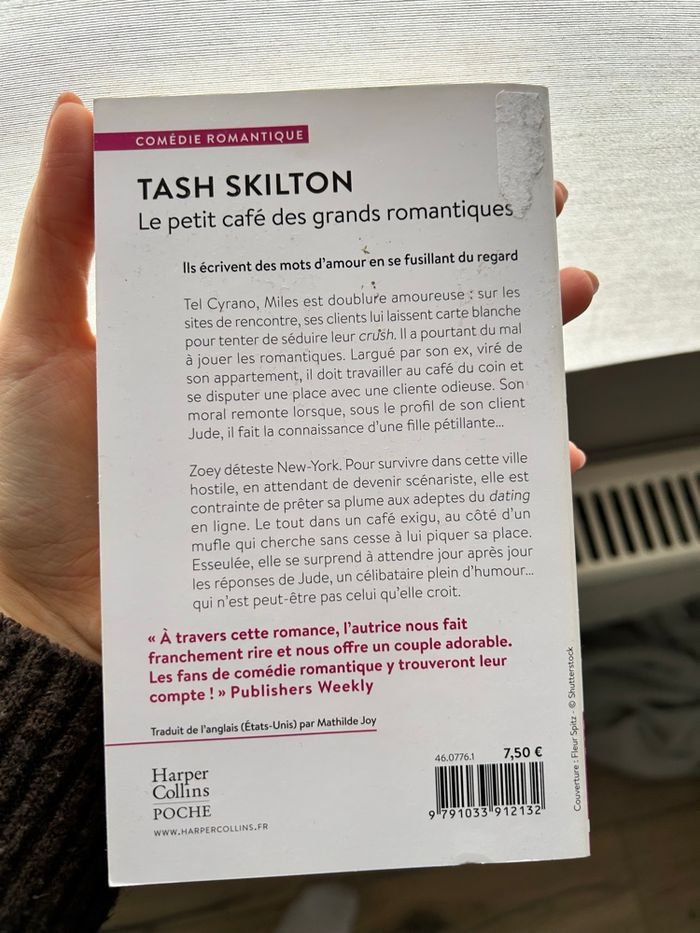 COMÉDIE ROMANTIQUE
TASH SKILTON
Le petit café des grands romantiques
Ils écrivent des mots d'amour en se fusillant du regard
Tel Cyrano, Miles est doublure amoureuse : sur les
sites de rencontre, ses clients lui laissent carte blanche
pour tenter de séduire leur crush. Il a pourtant du mal
à jouer les romantiques. Largué par son ex, viré de
son appartement, il doit travailler au café du coin et
se disputer une place avec une cliente odieuse. Son
moral remonte lorsque, sous le profil de son client
Jude, il fait la connaissance d'une fille pétillante...
Zoey déteste New-York. Pour survivre dans cette ville
hostile, en attendant de devenir scénariste, elle est
contrainte de prêter sa plume aux adeptes du dating
en ligne. Le tout dans un café exigu, au côté d'un
mufle qui cherche sans cesse à lui piquer sa place.
Esseulée, elle se surprend à attendre jour après jour
les réponses de Jude, un célibataire plein d'humour...
qui n'est peut-être pas celui qu'elle croit.
« À travers cette romance, l'autrice nous fait
franchement rire et nous offre un couple adorable.
Les fans de comédie romantique y trouveront leur
compte ! » Publishers Weekly
Traduit de l'anglais (États-Unis) par Mathilde Joy
Harper
Collins
POCHE
WWW.HARPERCOLLINS.FR
46.0776.1 7,50 €
9 791033 912132
Couverture : Fleur Spitz - © Shutterstock